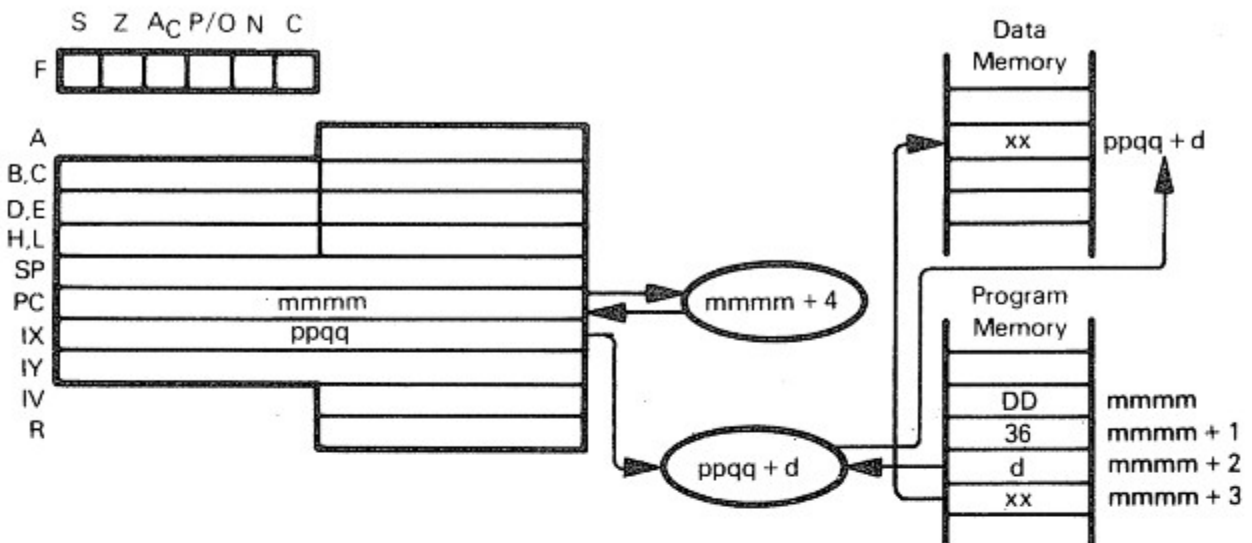 S Z AC P/O N C
F
A
B,C
D,E
H,L
SP
PC mmmm
IX ppqq
IY
IV
R
mmmm + 4
ppqq + d
Data
Memory
xx ppqq + d
Program
Memory
DD mmmm
36 mmmm + 1
d mmmm + 2
xx mmmm + 3